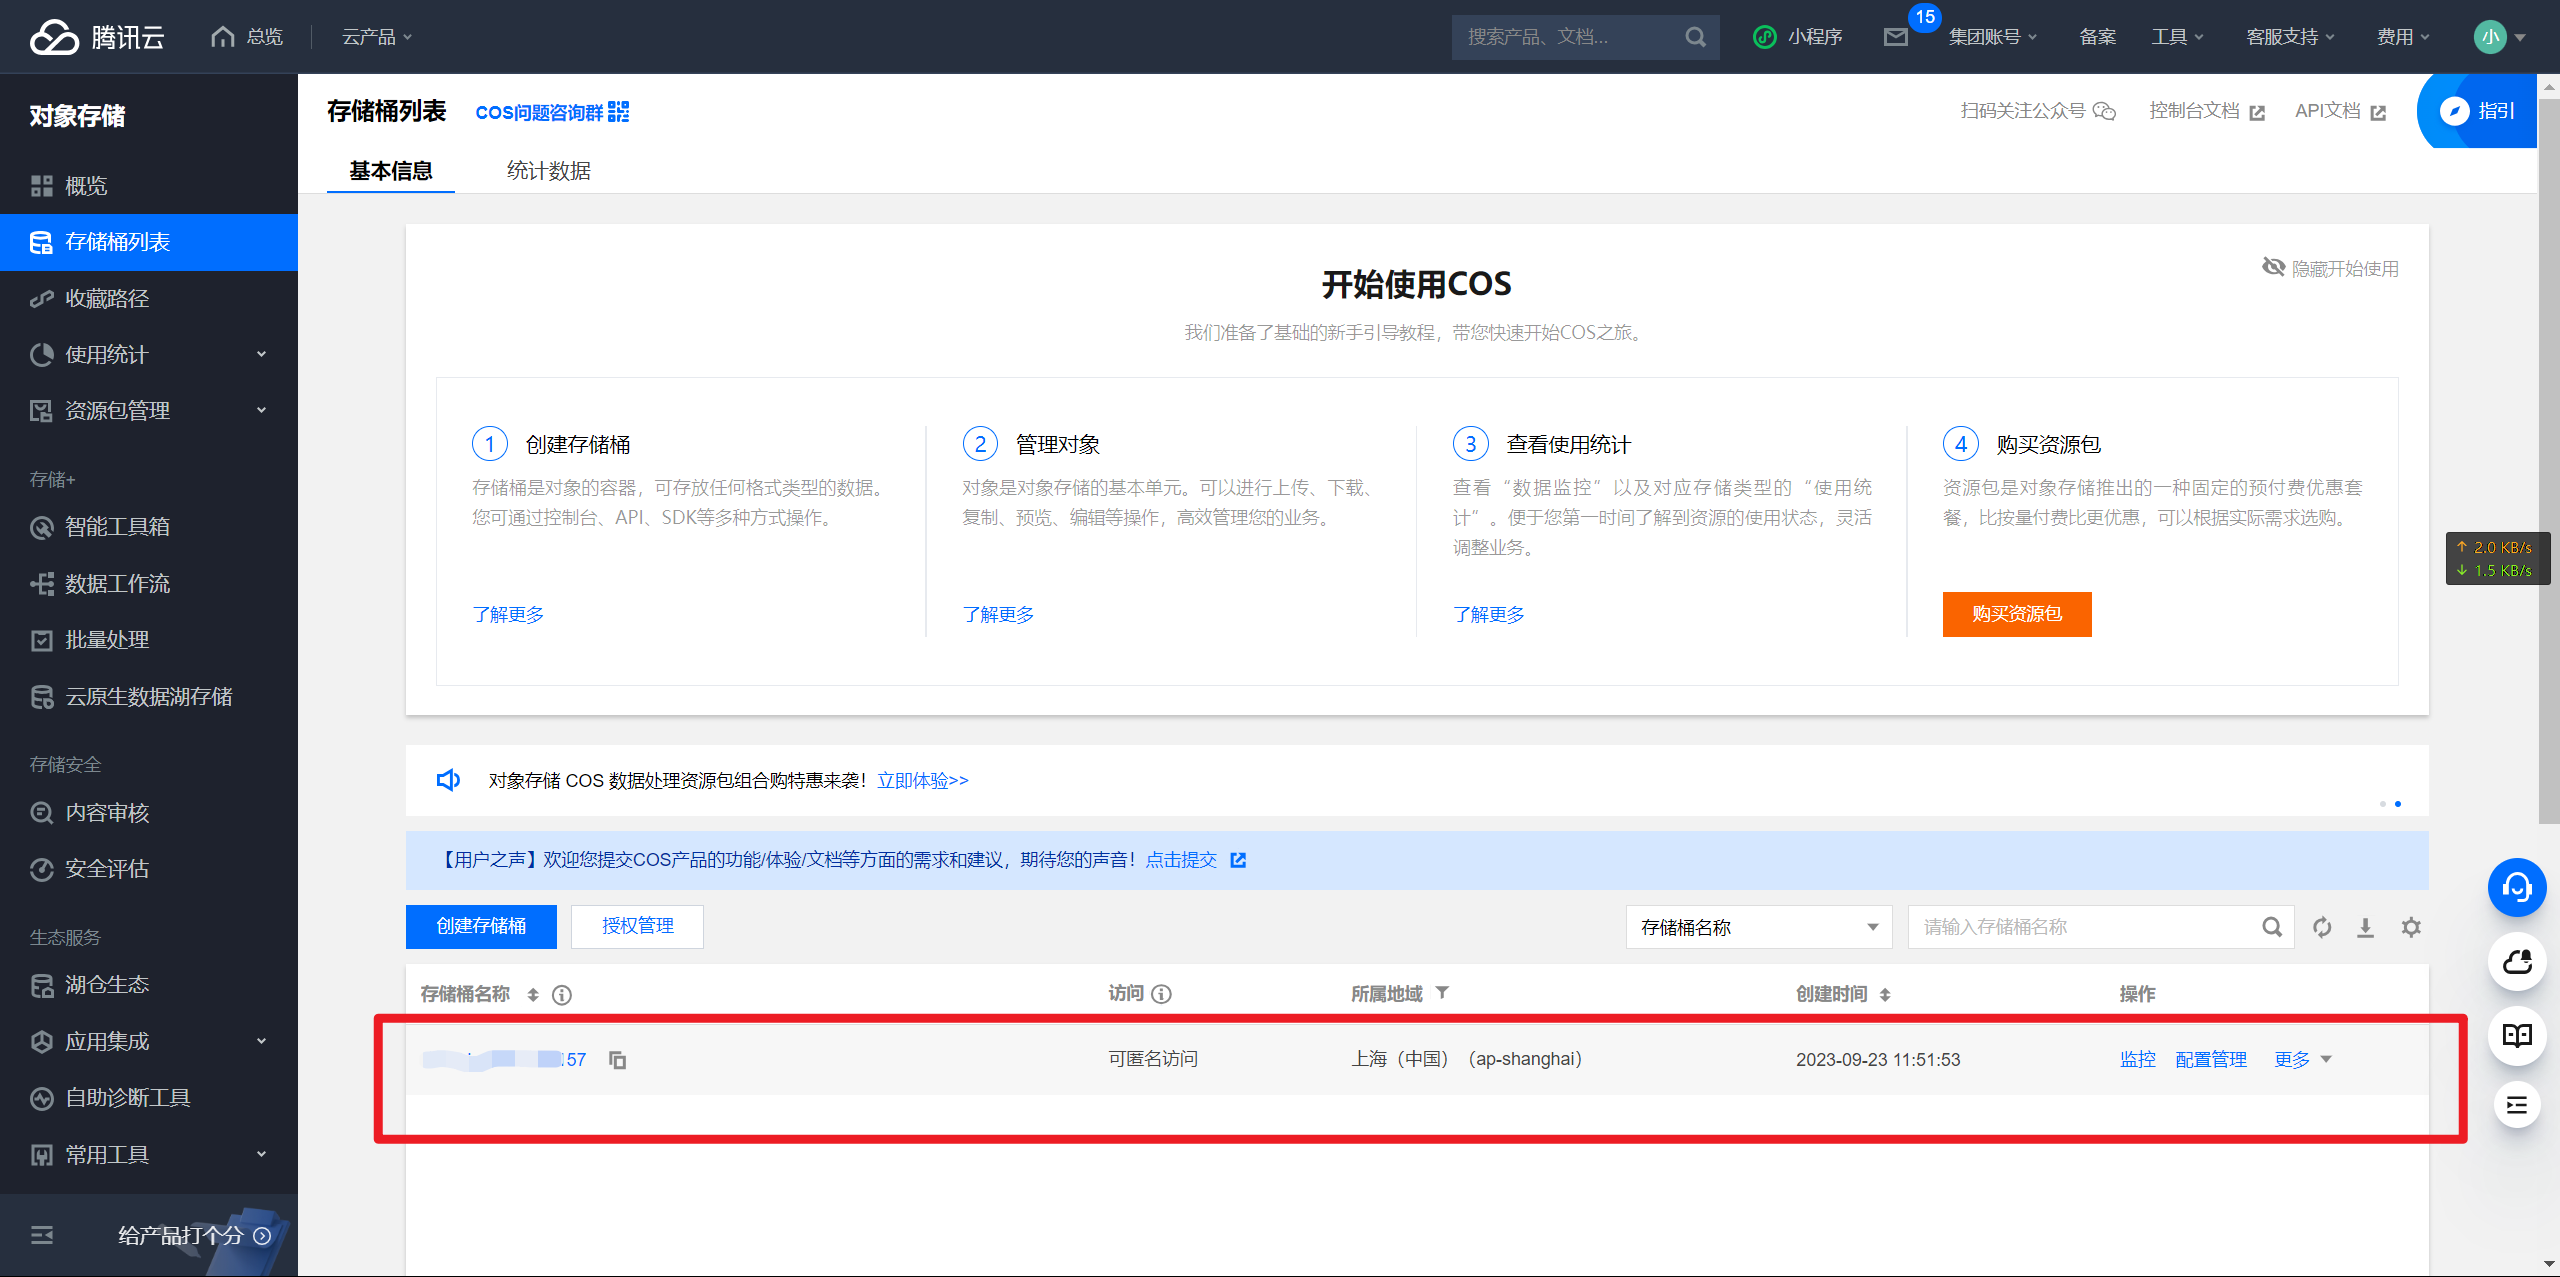 腾讯云
总览
云产品
搜索产品、文档...
小程序
15
集团账号
备案
工具
客服支持
费用
小
对象存储
概览
存储桶列表
收藏路径
使用统计
资源包管理
存储+
智能工具箱
数据工作流
批量处理
云原生数据湖存储
存储安全
内容审核
安全评估
生态服务
湖仓生态
应用集成
自助诊断工具
常用工具
给产品打个分
存储桶列表
COS问题咨询群
扫码关注公众号
控制台文档
API文档
指引
基本信息
统计数据
开始使用COS
隐藏开始使用
我们准备了基础的新手引导教程，带您快速开始COS之旅。
1 创建存储桶
存储桶是对象的容器，可存放任何格式类型的数据。
您可通过控制台、API、SDK等多种方式操作。
了解更多
2 管理对象
对象是对象存储的基本单元。可以进行上传、下载、
复制、预览、编辑等操作，高效管理您的业务。
了解更多
3 查看使用统计
查看“数据监控”以及对应存储类型的“使用统
计”。便于您第一时间了解到资源的使用状态，灵活
调整业务。
了解更多
4 购买资源包
资源包是对象存储推出的一种固定的预付费优惠套
餐，比按量付费比更优惠，可以根据实际需求选购。
购买资源包
↑ 2.0 KB/s
↓ 1.5 KB/s
对象存储 COS 数据处理资源包组合购特惠来袭！立即体验>>
【用户之声】欢迎您提交COS产品的功能/体验/文档等方面的需求和建议，期待您的声音！点击提交
创建存储桶
授权管理
存储桶名称
请输入存储桶名称
存储桶名称
访问
所属地域
创建时间
操作
157
可匿名访问
上海（中国）（ap-shanghai）
2023-09-23 11:51:53
监控
配置管理
更多